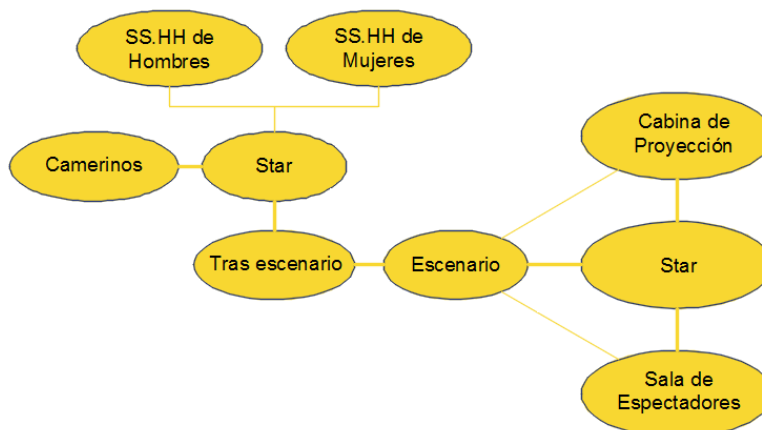 SS.HH de
Hombres
SS.HH de
Mujeres
Cabina de
Proyección
Camerinos
Star
Tras escenario
Escenario
Star
Sala de
Espectadores